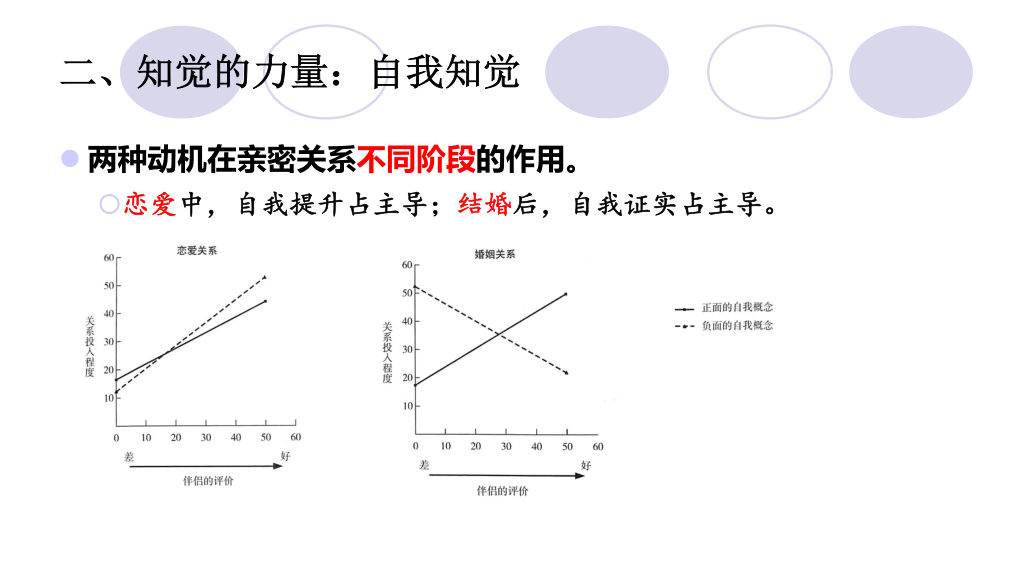 二、知觉的力量：自我知觉
两种动机在亲密关系不同阶段的作用。
恋爱中，自我提升占主导；结婚后，自我证实占主导。
恋爱关系
60
50
40
30
20
10
关系投入程度
0 10 20 30 40 50 60
差 好
伴侣的评价
婚姻关系
60
50
40
30
20
10
关系投入程度
0 10 20 30 40 50 60
差 好
伴侣的评价
正面的自我概念
负面的自我概念